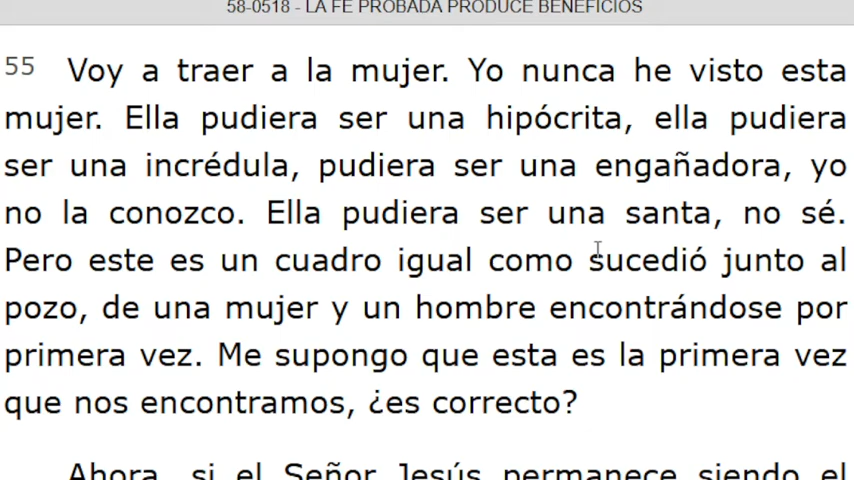 58-0518 - LA FE PROBADA PRODUCE BENEFICIOS
55 Voy a traer a la mujer. Yo nunca he visto esta
mujer. Ella pudiera ser una hipócrita, ella pudiera
ser una incrédula, pudiera ser una engañadora, yo
no la conozco. Ella pudiera ser una santa, no sé.
Pero este es un cuadro igual como sucedió junto al
pozo, de una mujer y un hombre encontrándose por
primera vez. Me supongo que esta es la primera vez
que nos encontramos, ¿es correcto?
Ahora, si el Señor Jesús permanece siendo el